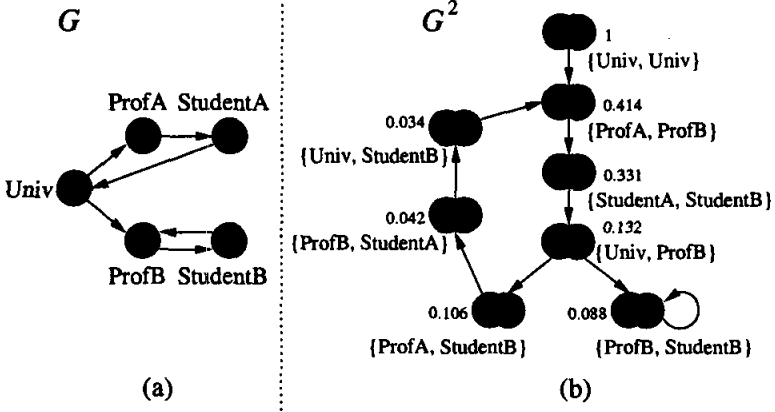 G
ProfA StudentA
Univ
ProfB StudentB
(a)
G²
1
{Univ, Univ}
0.414
{ProfA, ProfB}
0.034
{Univ, StudentB}
0.331
{StudentA, StudentB}
0.042
{ProfB, StudentA}
0.132
{Univ, ProfB}
0.106
{ProfA, StudentB}
0.088
{ProfB, StudentB}
(b)